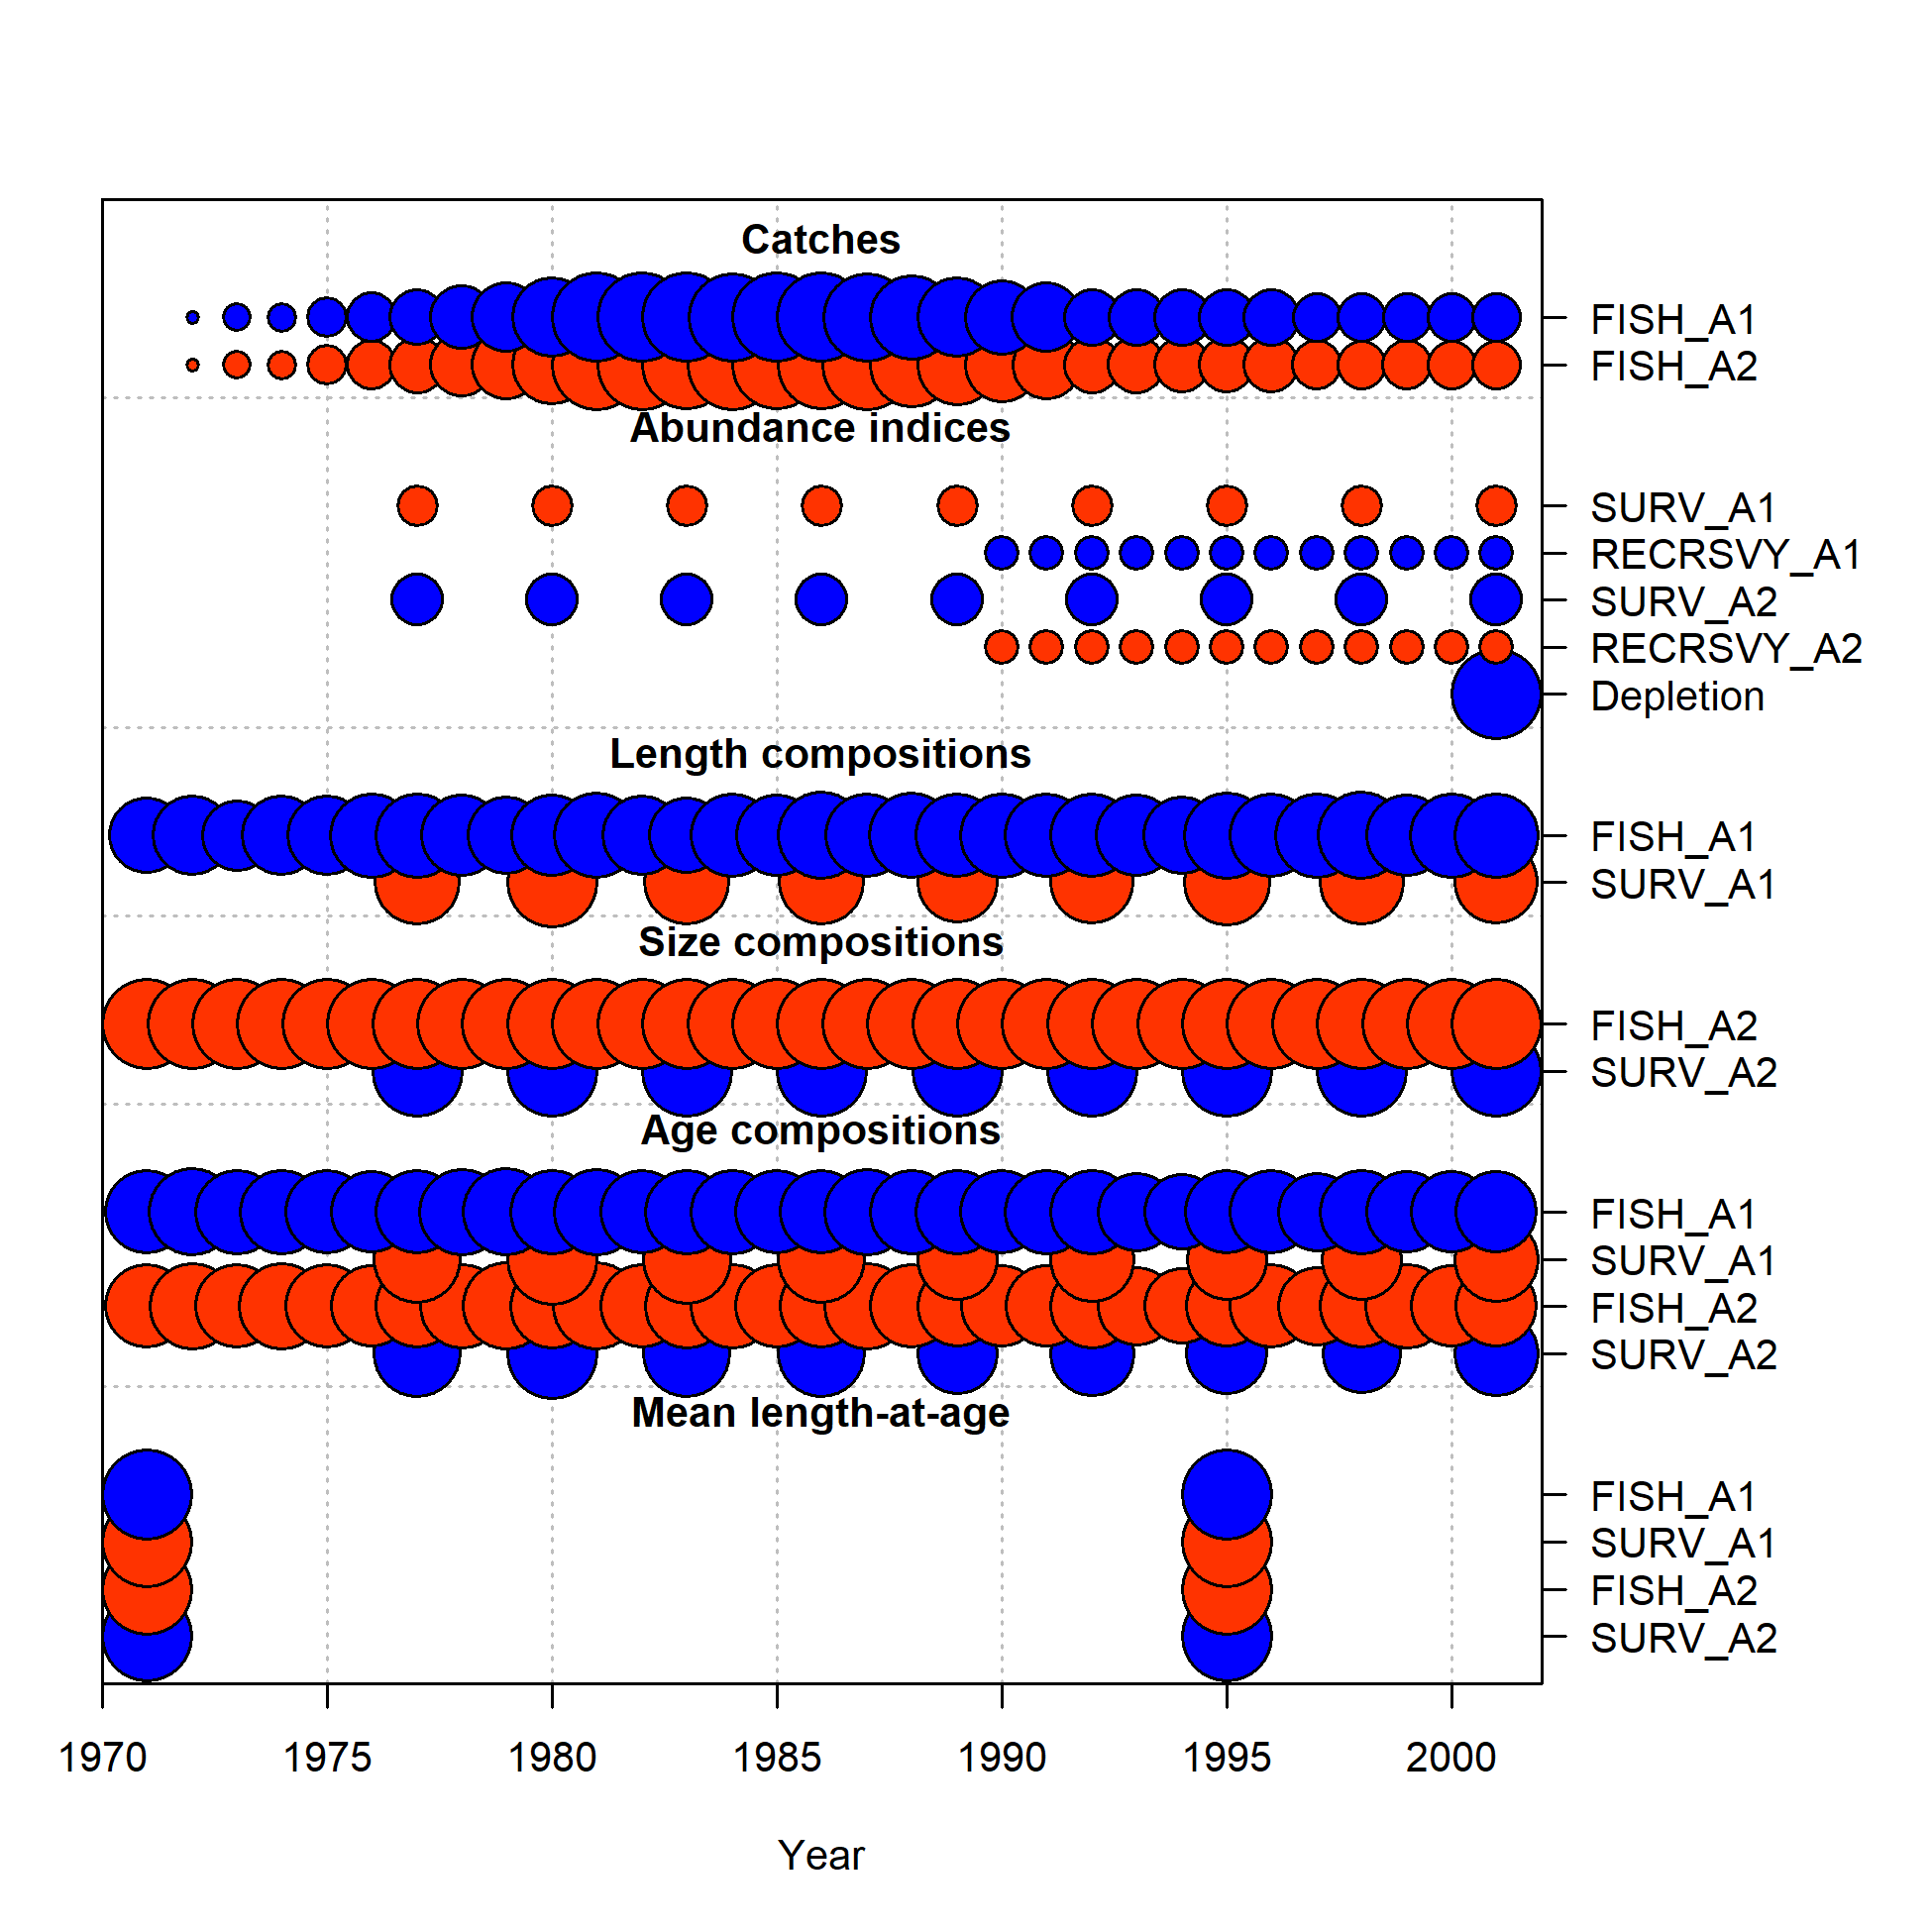 Catches
FISH_A1
FISH_A2
Abundance indices
SURV_A1
RECRSVY_A1
SURV_A2
RECRSVY_A2
Depletion
Length compositions
FISH_A1
SURV_A1
Size compositions
FISH_A2
SURV_A2
Age compositions
FISH_A1
SURV_A1
FISH_A2
SURV_A2
Mean length-at-age
FISH_A1
SURV_A1
FISH_A2
SURV_A2
1970 1975 1980 1985 1990 1995 2000
Year